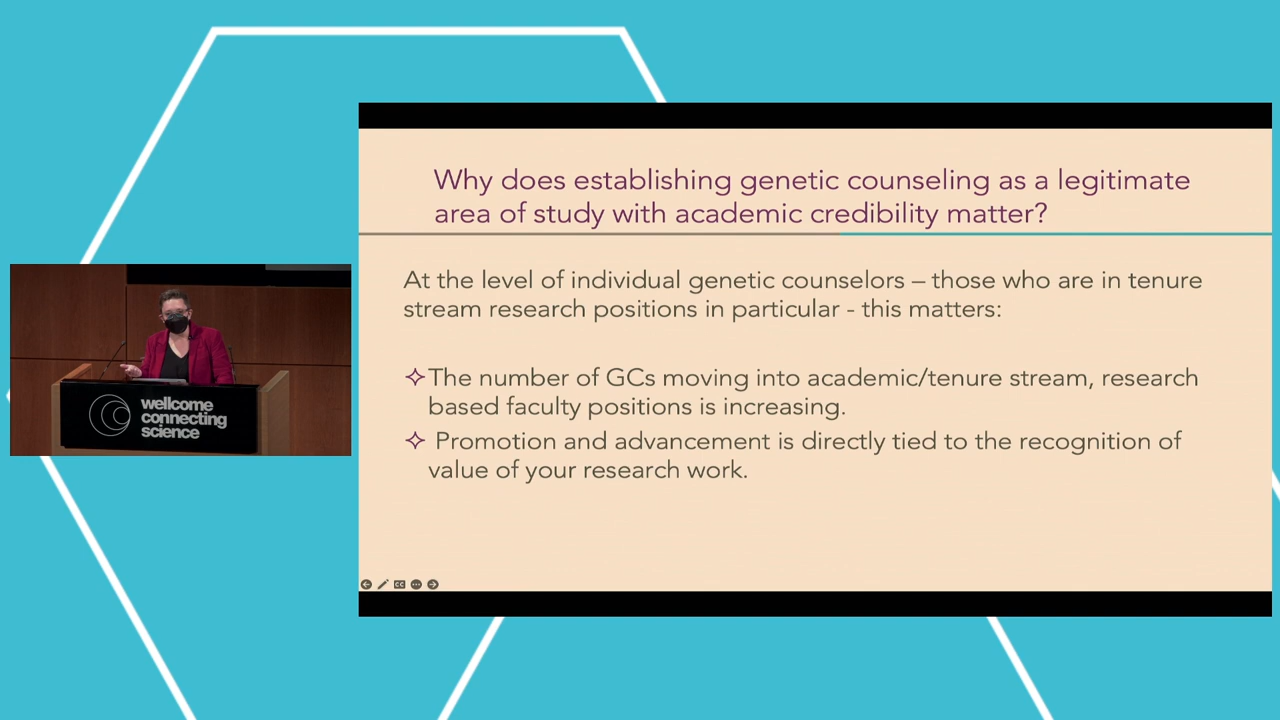 Why does establishing genetic counseling as a legitimate
area of study with academic credibility matter?
At the level of individual genetic counselors – those who are in tenure
stream research positions in particular - this matters:
The number of GCs moving into academic/tenure stream, research
based faculty positions is increasing.
Promotion and advancement is directly tied to the recognition of
value of your research work.
wellcome
connecting
science
CC